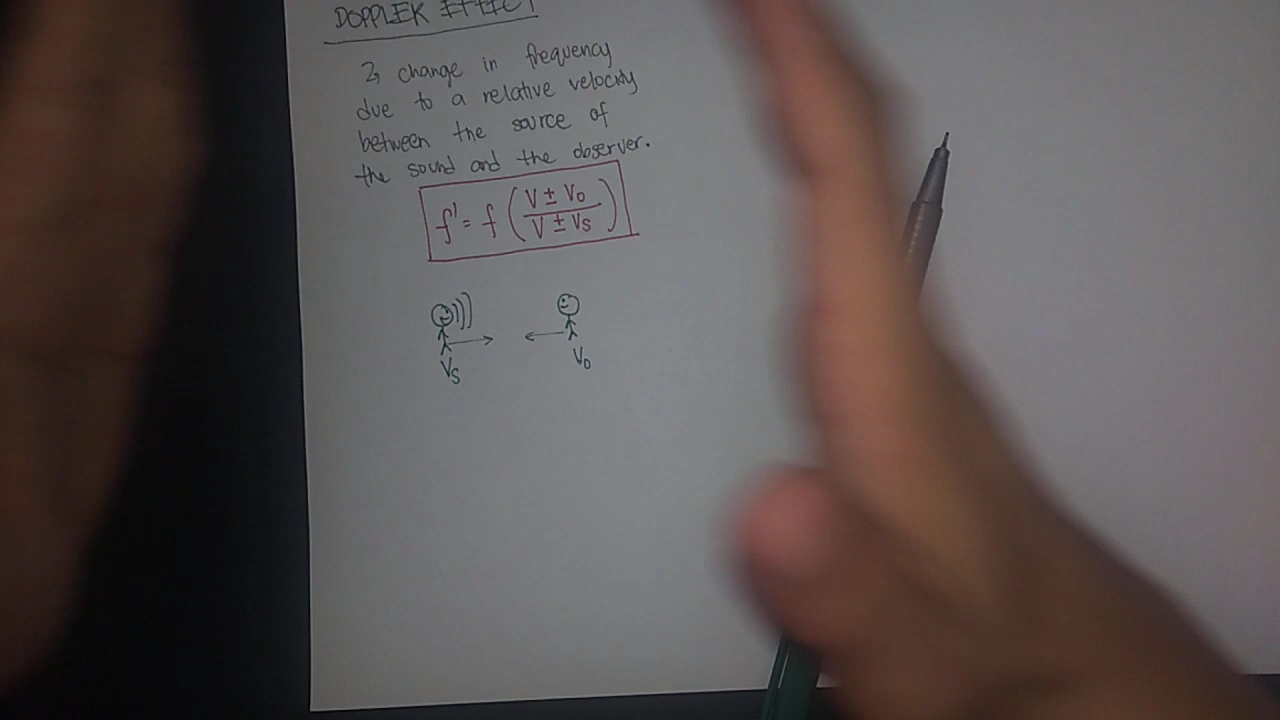 DOPPLER EFFECT
↳ change in frequency
due to a relative velocity
between the source of
the sound and the observer.
f' = f (V ± Vo / V ± Vs)
Vs
Vo